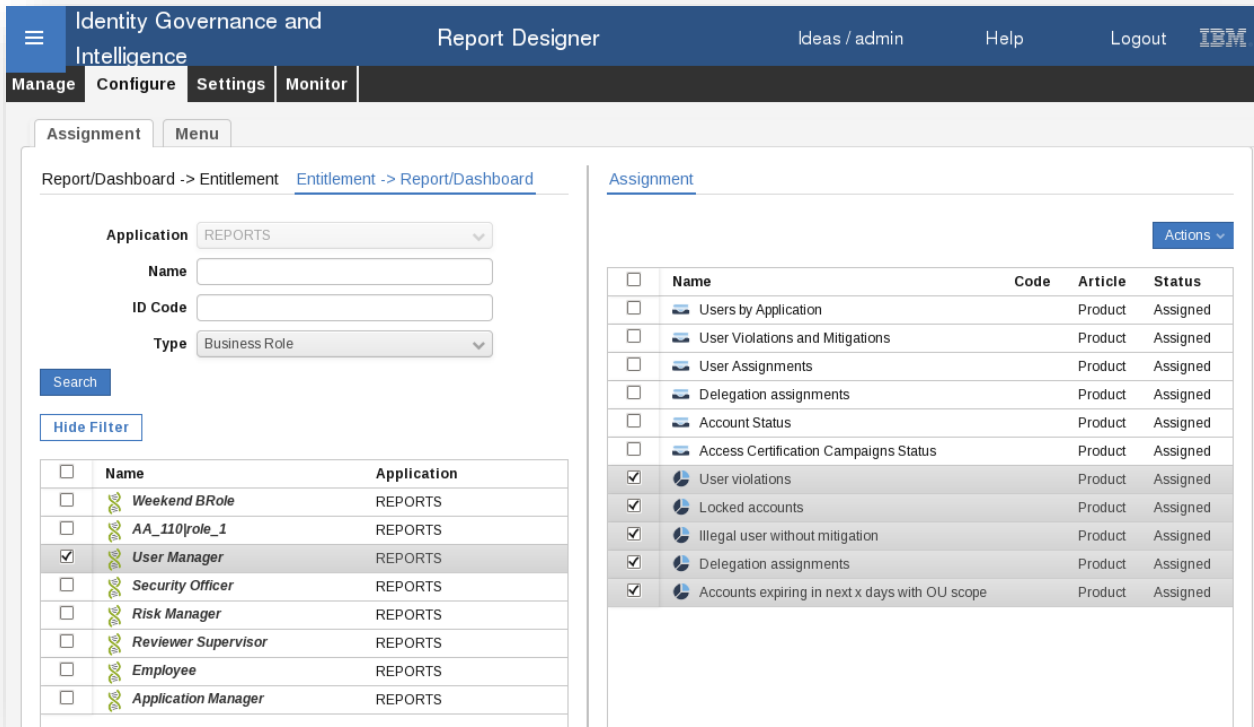 Identity Governance and
Intelligence
Report Designer
Ideas / admin
Help
Logout
IBM
Manage Configure Settings Monitor
Assignment Menu
Report/Dashboard -> Entitlement Entitlement -> Report/Dashboard
Application REPORTS
Name
ID Code
Type Business Role
Search
Hide Filter
Name Application
Weekend BRole REPORTS
AA_110|role_1 REPORTS
User Manager REPORTS
Security Officer REPORTS
Risk Manager REPORTS
Reviewer Supervisor REPORTS
Employee REPORTS
Application Manager REPORTS
Assignment
Actions
Name Code Article Status
Users by Application Product Assigned
User Violations and Mitigations Product Assigned
User Assignments Product Assigned
Delegation assignments Product Assigned
Account Status Product Assigned
Access Certification Campaigns Status Product Assigned
User violations Product Assigned
Locked accounts Product Assigned
Illegal user without mitigation Product Assigned
Delegation assignments Product Assigned
Accounts expiring in next x days with OU scope Product Assigned